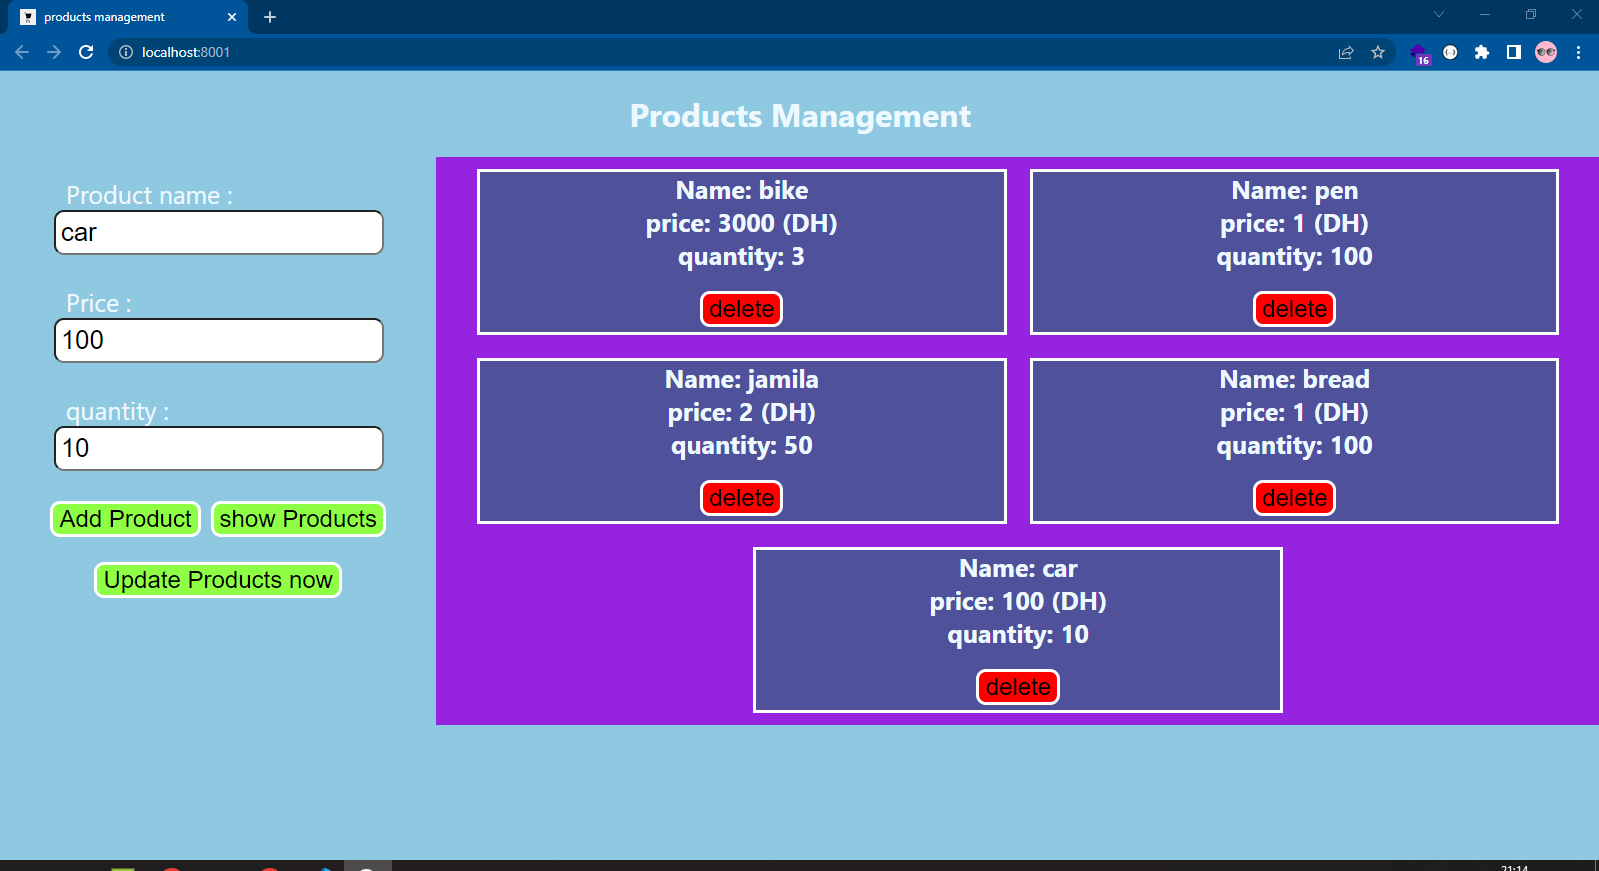 products management
localhost:8001
16
Products Management
Product name :
car
Price :
100
quantity :
10
Add Product
show Products
Update Products now
Name: bike
price: 3000 (DH)
quantity: 3
delete
Name: pen
price: 1 (DH)
quantity: 100
delete
Name: jamila
price: 2 (DH)
quantity: 50
delete
Name: bread
price: 1 (DH)
quantity: 100
delete
Name: car
price: 100 (DH)
quantity: 10
delete
21:14